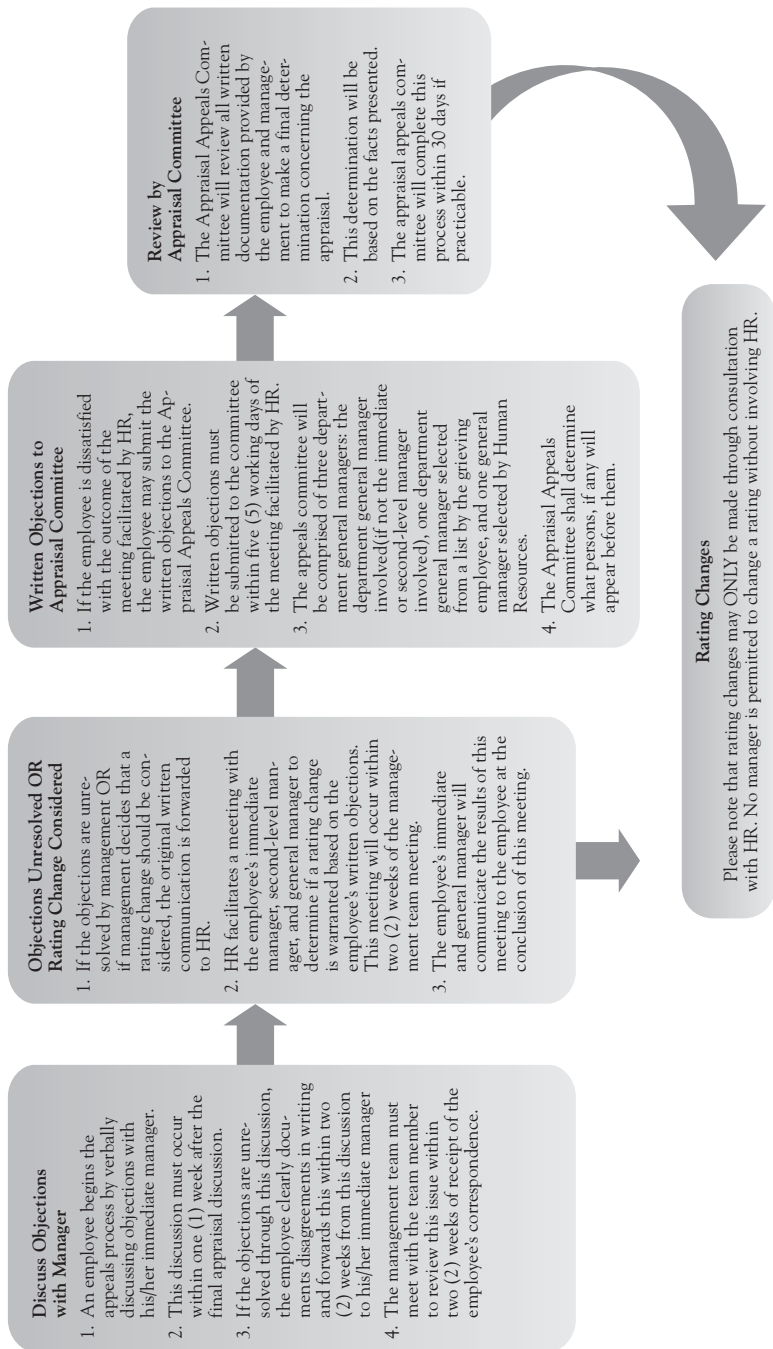 Discuss Objections
with Manager
1. An employee begins the
appeals process by verbally
discussing objections with
his/her immediate manager.
2. This discussion must occur
within one (1) week after the
final appraisal discussion.
3. If the objections are unre-
solved through this discussion,
the employee clearly docu-
ments disagreements in writing
and forwards this within two
(2) weeks from this discussion
to his/her immediate manager
4. The management team must
meet with the team member
to review this issue within
two (2) weeks of receipt of the
employee's correspondence.
Objections Unresolved OR
Rating Change Considered
1. If the objections are unre-
solved by management OR
if management decides that a
rating change should be con-
sidered, the original written
communication is forwarded
to HR.
2. HR facilitates a meeting with
the employee's immediate
manager, second-level man-
ager, and general manager to
determine if a rating change
is warranted based on the
employee's written objections.
This meeting will occur within
two (2) weeks of the manage-
ment team meeting.
3. The employee's immediate
and general manager will
communicate the results of this
meeting to the employee at the
conclusion of this meeting.
Written Objections to
Appraisal Committee
1. If the employee is dissatisfied
with the outcome of the
meeting facilitated by HR,
the employee may submit the
written objections to the Ap-
praisal Appeals Committee.
2. Written objections must
be submitted to the committee
within five (5) working days of
the meeting facilitated by HR.
3. The appeals committee will
be comprised of three depart-
ment general managers: the
department general manager
involved(if not the immediate
or second-level manager
involved), one department
general manager selected
from a list by the grieving
employee, and one general
manager selected by Human
Resources.
4. The Appraisal Appeals
Committee shall determine
what persons, if any will
appear before them.
Review by
Appraisal Committee
1. The Appraisal Appeals Com-
mittee will review all written
documentation provided by
the employee and manage-
ment to make a final deter-
mination concerning the
appraisal.
2. This determination will be
based on the facts presented.
3. The appraisal appeals com-
mittee will complete this
process within 30 days if
practicable.
Rating Changes
Please note that rating changes may ONLY be made through consultation
with HR. No manager is permitted to change a rating without involving HR.